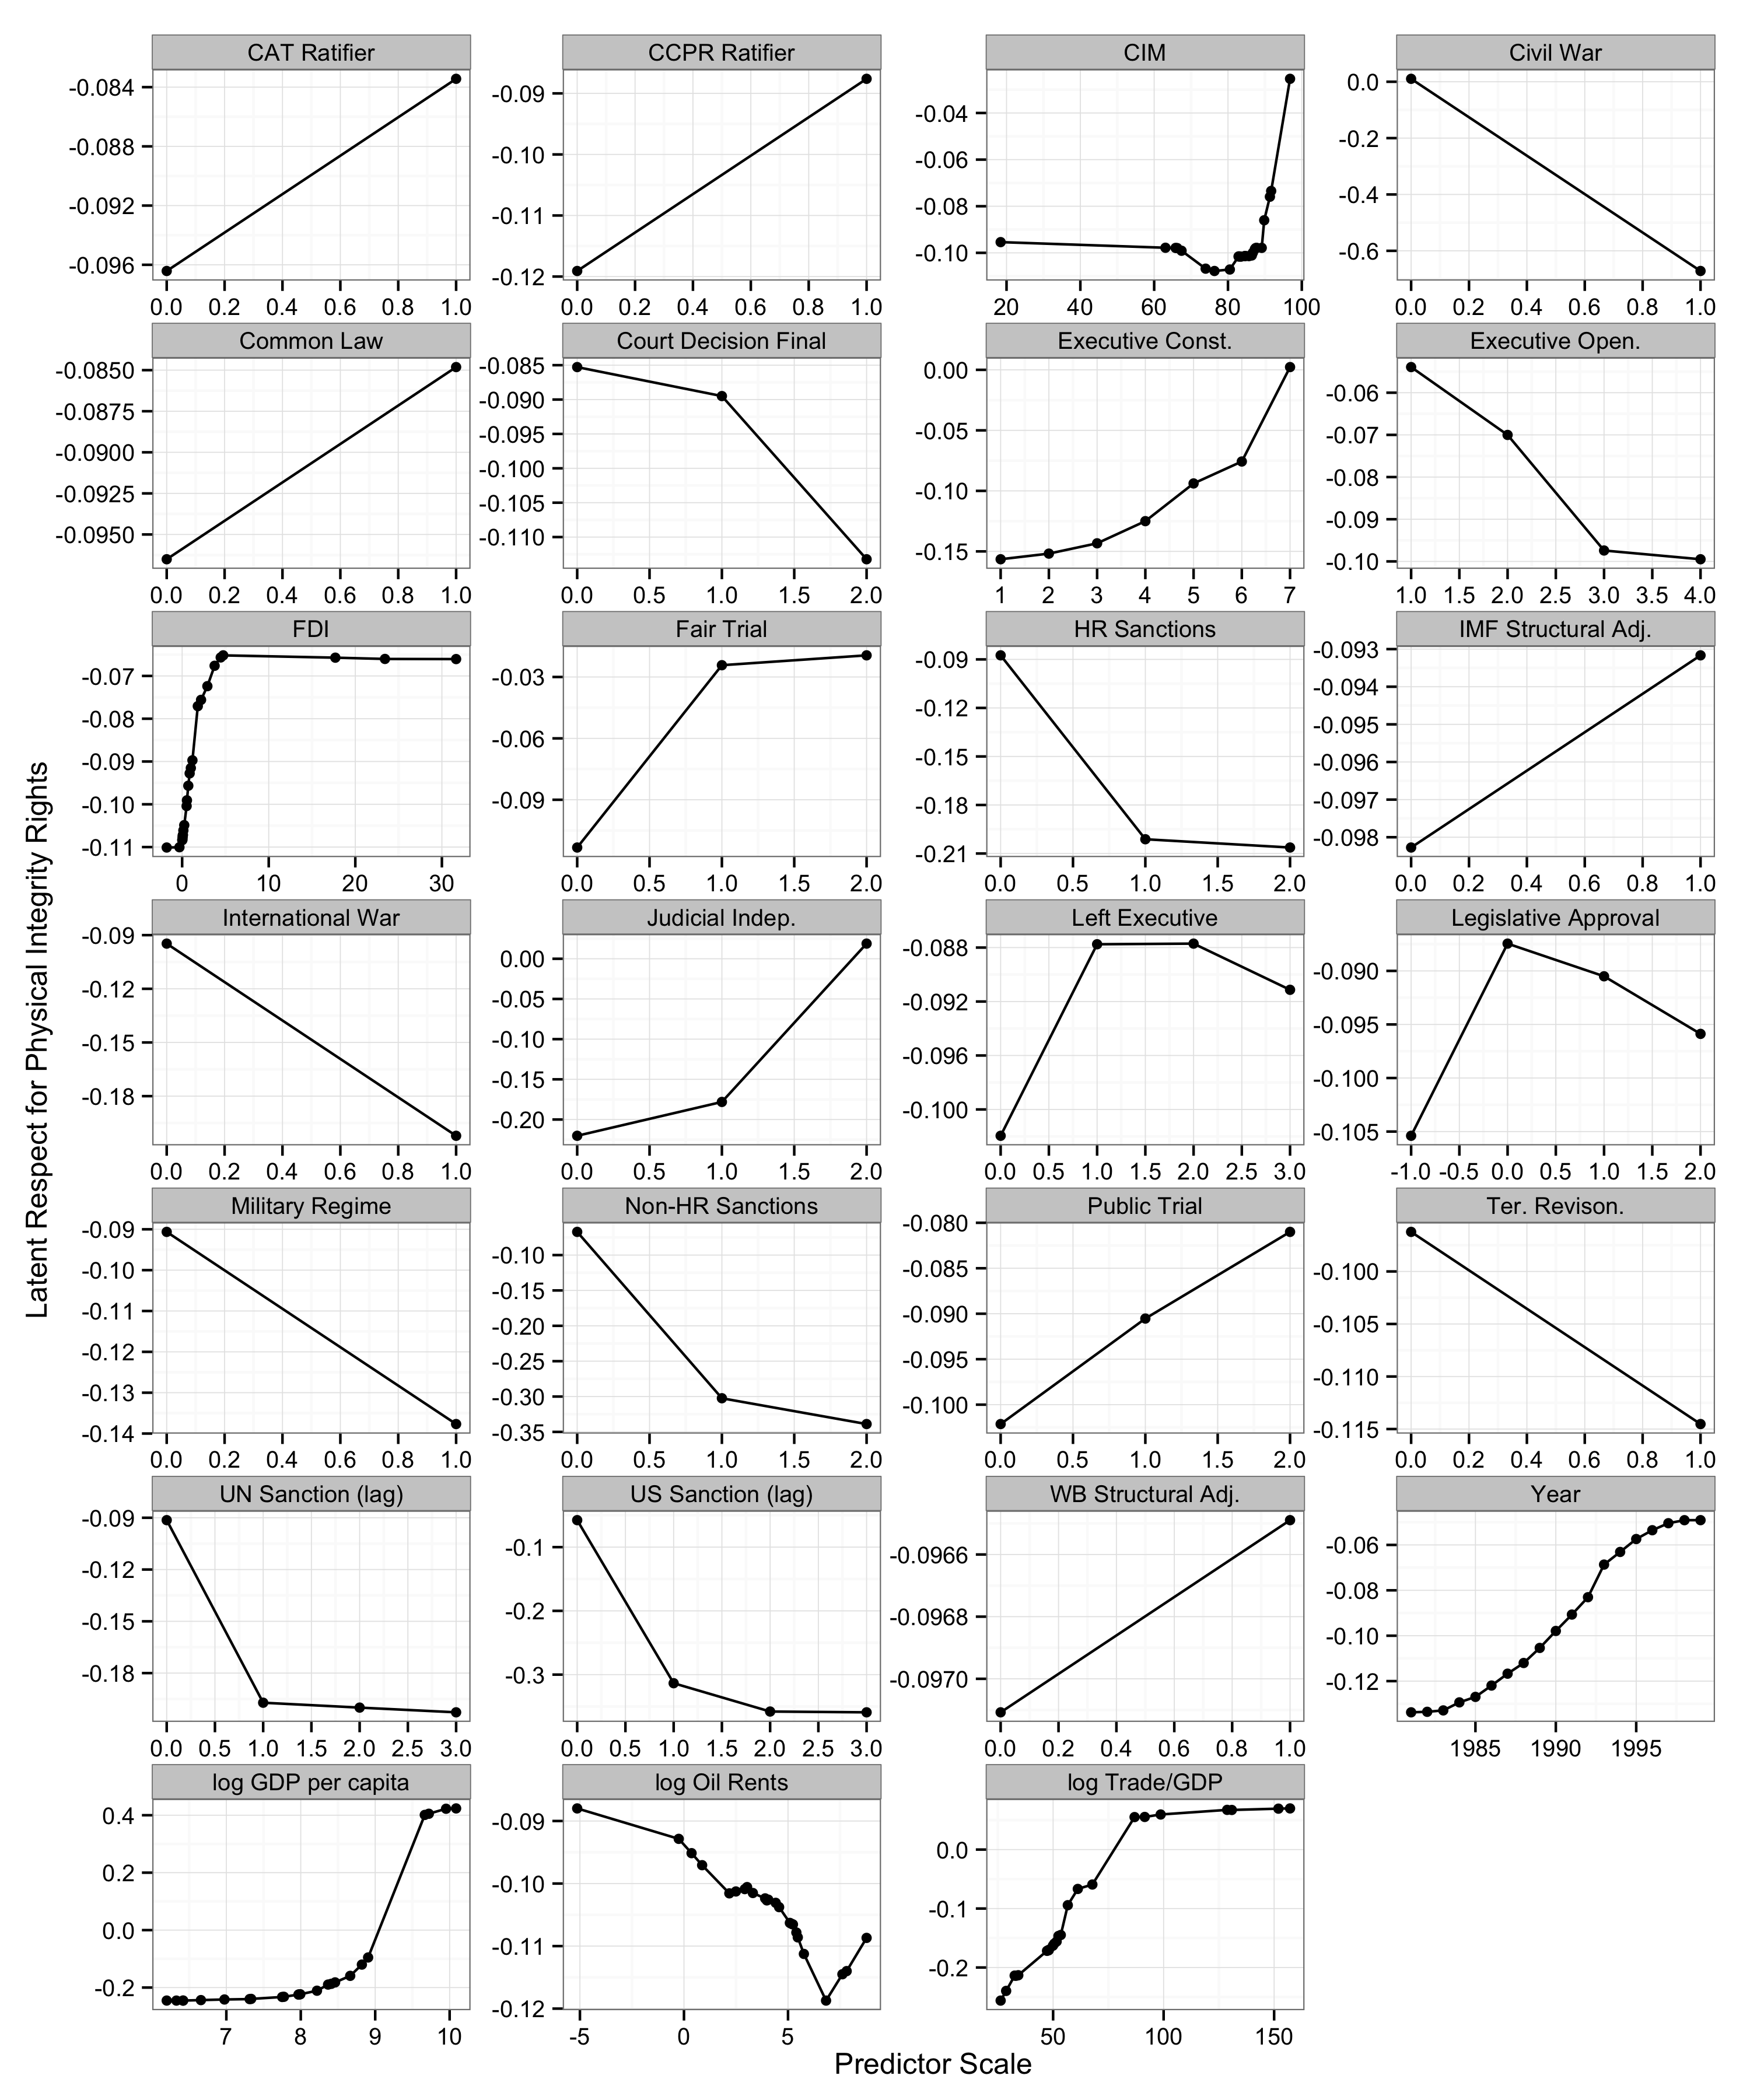 CAT Ratifier CCPR Ratifier CIM Civil War
-0.084 -0.09 -0.04 0.0
-0.088 -0.10 -0.06 -0.2
-0.092 -0.11 -0.08 -0.4
-0.096 -0.12 -0.10 -0.6
0.0 0.2 0.4 0.6 0.8 1.0 0.0 0.2 0.4 0.6 0.8 1.0 20 40 60 80 100 0.0 0.2 0.4 0.6 0.8 1.0
Common Law Court Decision Final Executive Const. Executive Open.
-0.0850 -0.085 0.00 -0.06
-0.0875 -0.090 -0.05 -0.07
-0.0900 -0.095 -0.10 -0.08
-0.0925 -0.100 -0.15 -0.09
-0.0950 -0.105 -0.10
-0.110
0.0 0.2 0.4 0.6 0.8 1.0 0.0 0.5 1.0 1.5 2.0 1 2 3 4 5 6 7 1.0 1.5 2.0 2.5 3.0 3.5 4.0
FDI Fair Trial HR Sanctions IMF Structural Adj.
-0.07 -0.03 -0.09 -0.093
-0.08 -0.06 -0.12 -0.094
-0.09 -0.09 -0.15 -0.095
-0.10 -0.18 -0.096
-0.11 -0.21 -0.097
-0.098
0 10 20 30 0.0 0.5 1.0 1.5 2.0 0.0 0.5 1.0 1.5 2.0 0.0 0.2 0.4 0.6 0.8 1.0
Latent Respect for Physical Integrity Rights
International War Judicial Indep. Left Executive Legislative Approval
-0.09 0.00 -0.088 -0.090
-0.12 -0.05 -0.092 -0.095
-0.15 -0.10 -0.096 -0.100
-0.18 -0.15 -0.100 -0.105
-0.20
0.0 0.2 0.4 0.6 0.8 1.0 0.0 0.5 1.0 1.5 2.0 0.0 0.5 1.0 1.5 2.0 2.5 3.0 -1.0 -0.5 0.0 0.5 1.0 1.5 2.0
Military Regime Non-HR Sanctions Public Trial Ter. Revison.
-0.09 -0.10 -0.080 -0.100
-0.10 -0.15 -0.085 -0.105
-0.11 -0.20 -0.090 -0.110
-0.12 -0.25 -0.095 -0.115
-0.13 -0.30 -0.100
-0.14 -0.35
0.0 0.2 0.4 0.6 0.8 1.0 0.0 0.5 1.0 1.5 2.0 0.0 0.5 1.0 1.5 2.0 0.0 0.2 0.4 0.6 0.8 1.0
UN Sanction (lag) US Sanction (lag) WB Structural Adj. Year
-0.09 -0.1 -0.0966 -0.06
-0.12 -0.2 -0.0968 -0.08
-0.15 -0.3 -0.0970 -0.10
-0.18 -0.12
0.0 0.5 1.0 1.5 2.0 2.5 3.0 0.0 0.5 1.0 1.5 2.0 2.5 3.0 0.0 0.2 0.4 0.6 0.8 1.0 1985 1990 1995
log GDP per capita log Oil Rents log Trade/GDP
0.4 -0.09 0.0
0.2 -0.10 -0.1
0.0 -0.11 -0.2
-0.2 -0.12
7 8 9 10 -5 0 5 50 100 150
Predictor Scale